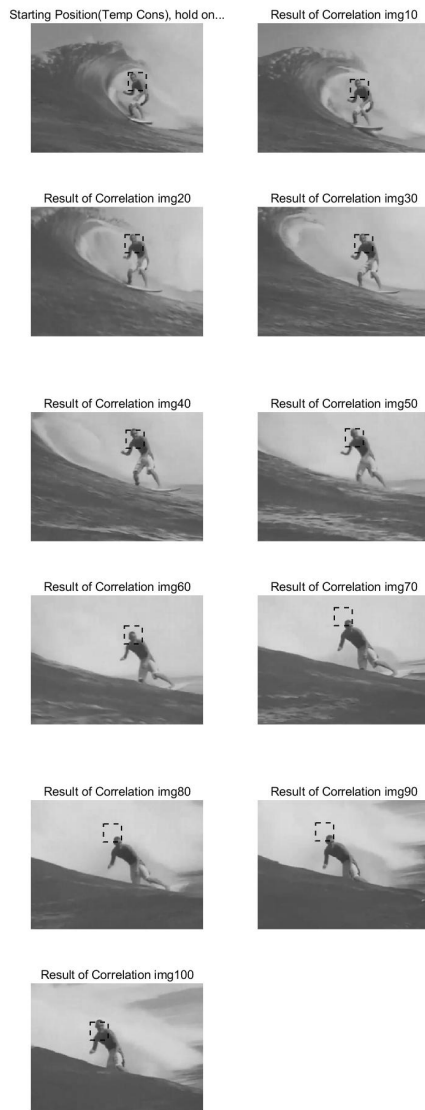 Starting Position(Temp Cons), hold on...
Result of Correlation img10
Result of Correlation img20
Result of Correlation img30
Result of Correlation img40
Result of Correlation img50
Result of Correlation img60
Result of Correlation img70
Result of Correlation img80
Result of Correlation img90
Result of Correlation img100